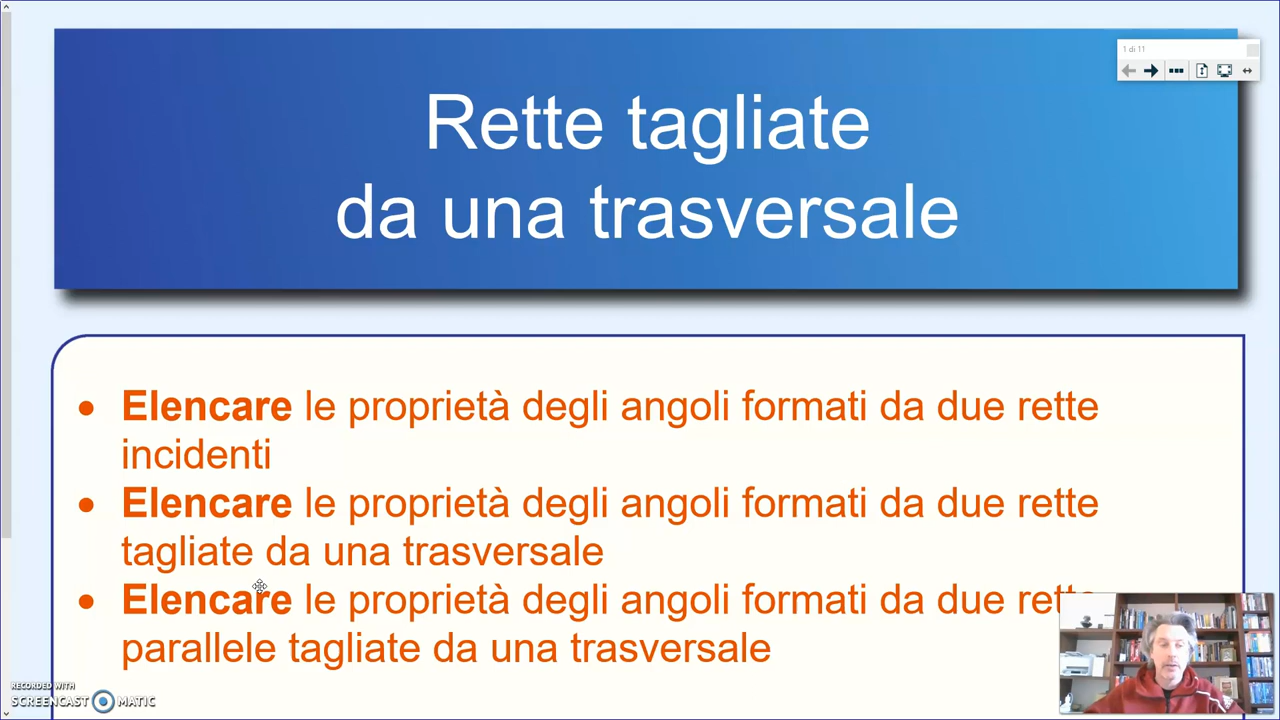 1 di 11
Rette tagliate
da una trasversale
• Elencare le proprietà degli angoli formati da due rette
incidenti
• Elencare le proprietà degli angoli formati da due rette
tagliate da una trasversale
• Elencare le proprietà degli angoli formati da due rette
parallele tagliate da una trasversale
RECORDED WITH
SCREENCAST MATIC